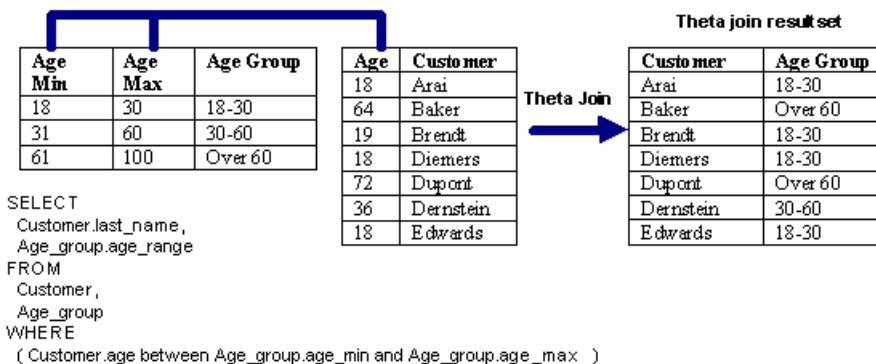 Theta join result set
Age Min Age Max Age Group
18 30 18-30
31 60 30-60
61 100 Over 60
Age Customer
18 Arai
64 Baker
19 Brendt
18 Diemers
72 Dupont
36 Dernstein
18 Edwards
Theta Join
Customer Age Group
Arai 18-30
Baker Over 60
Brendt 18-30
Diemers 18-30
Dupont Over 60
Dernstein 30-60
Edwards 18-30
SELECT
Customer.last_name,
Age_group.age_range
FROM
Customer,
Age_group
WHERE
( Customer.age between Age_group.age_min and Age_group.age_max )